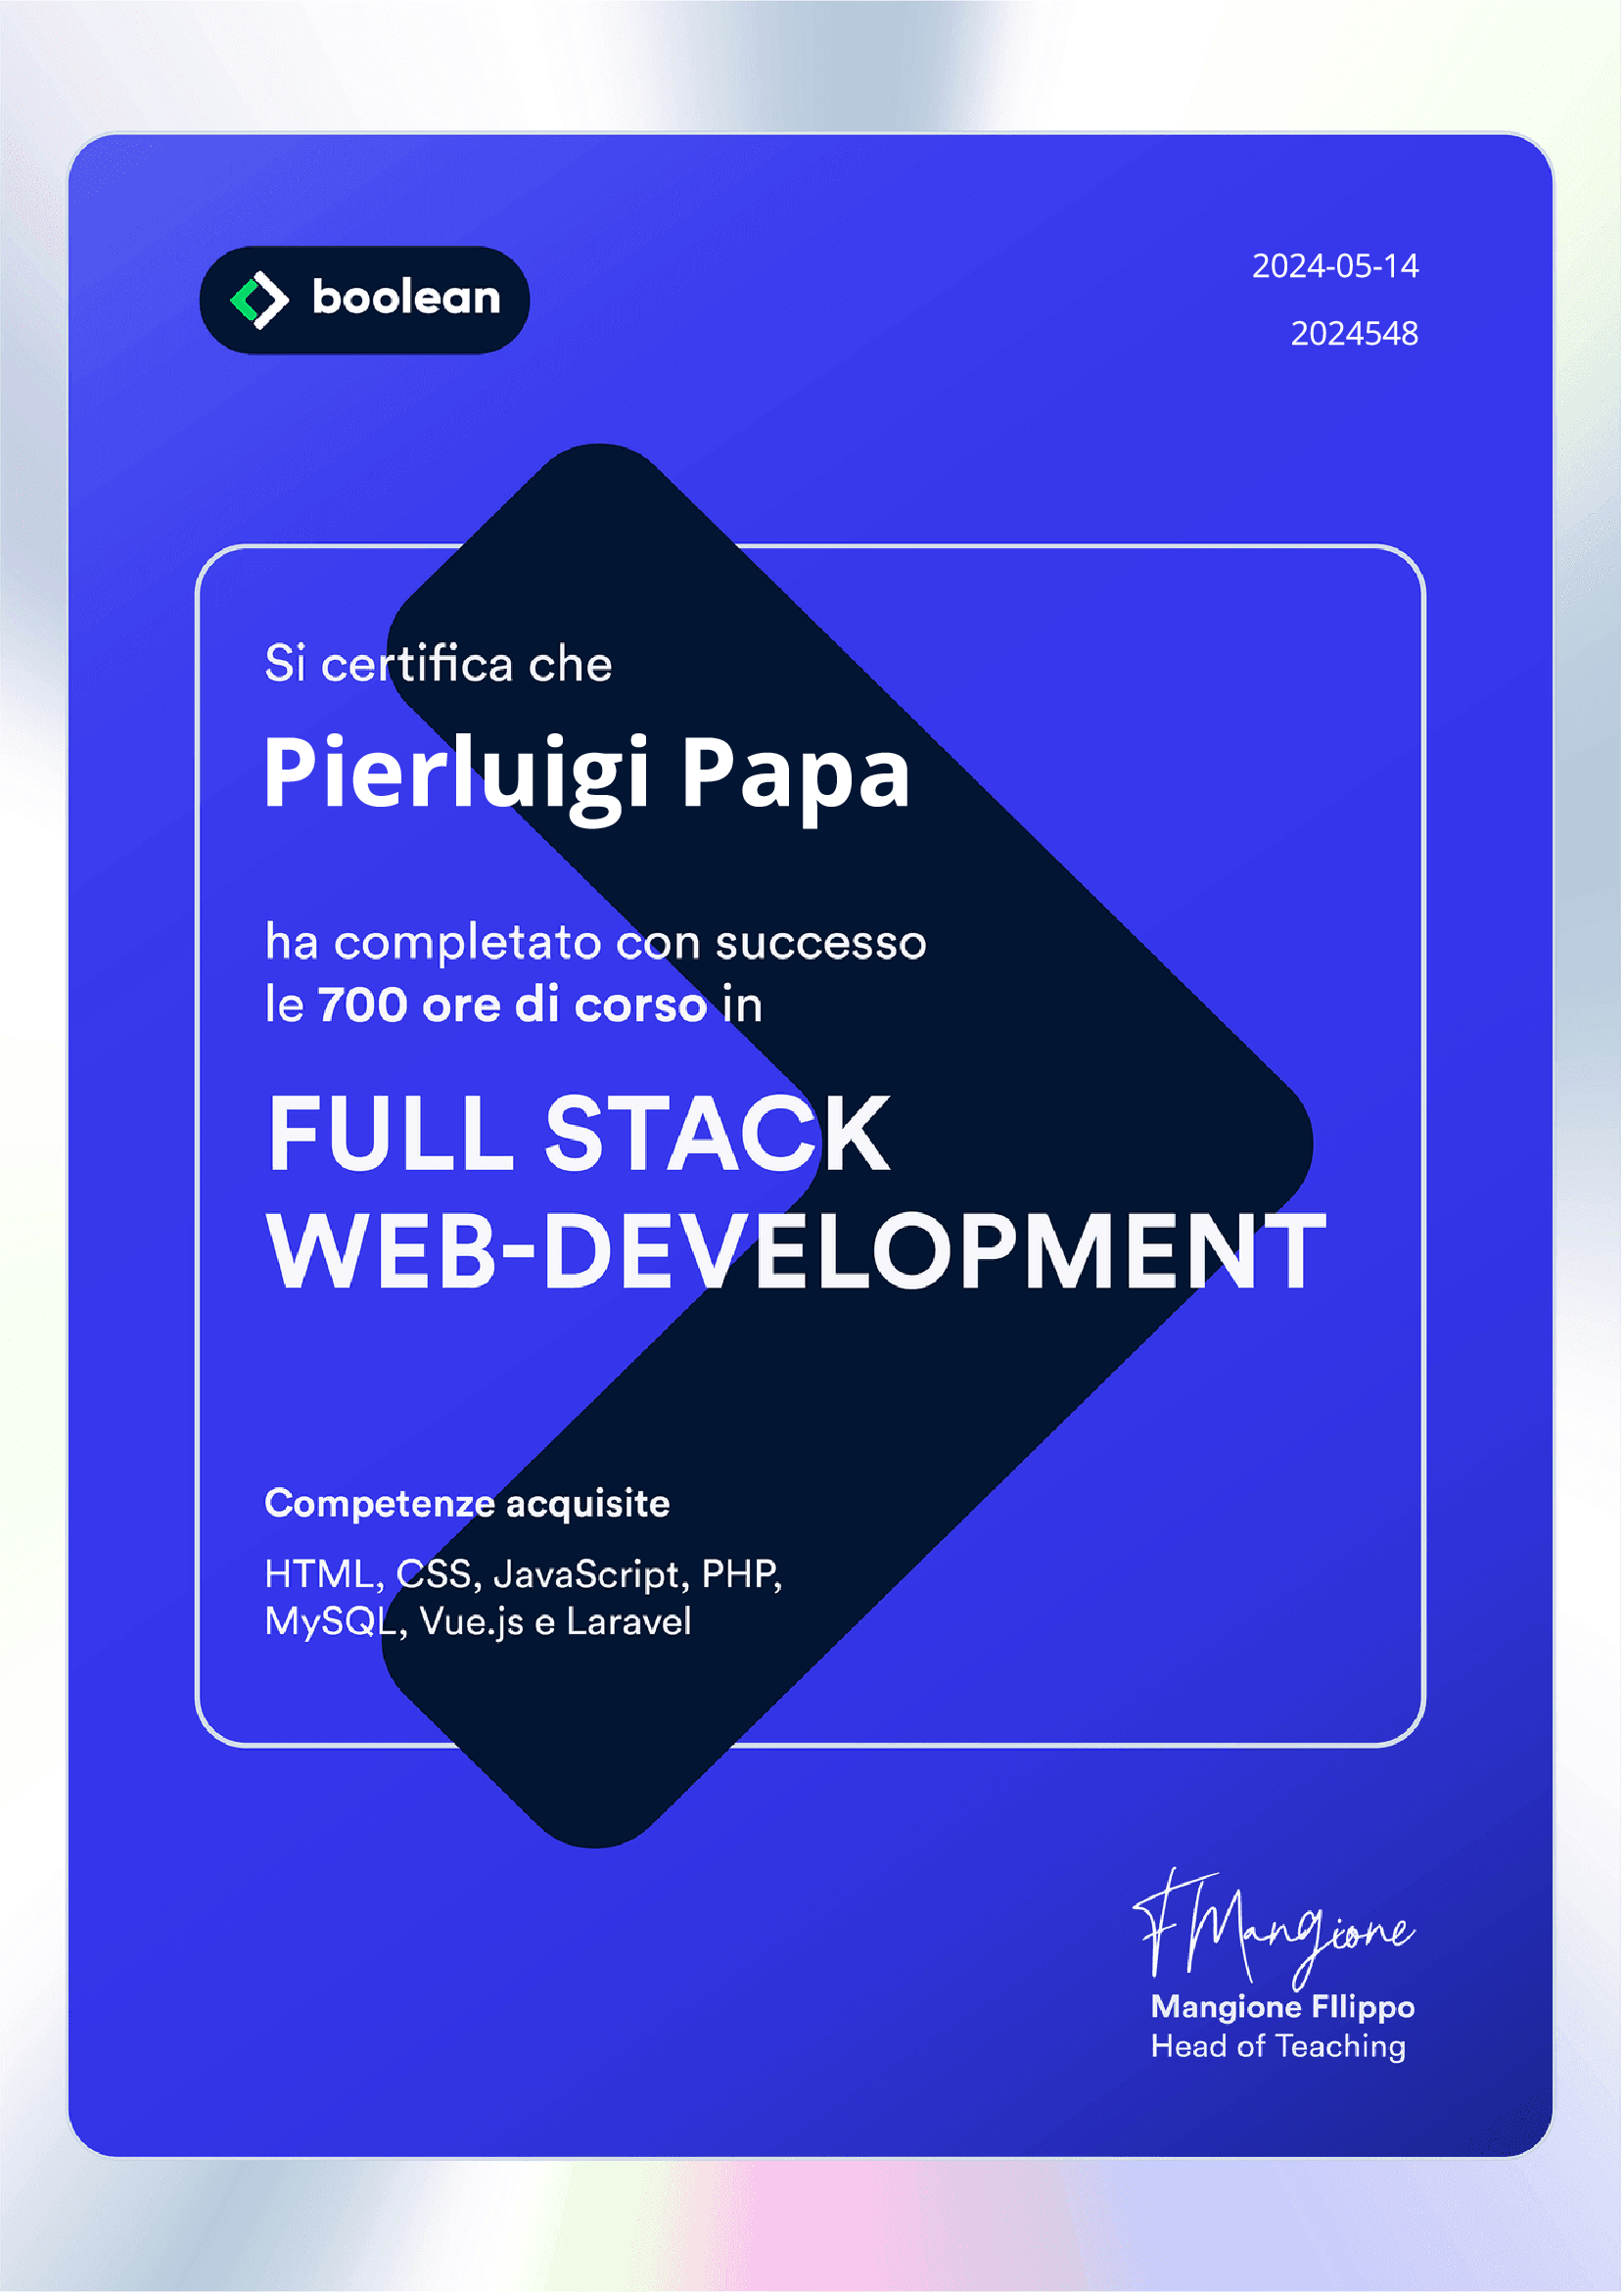 boolean
2024-05-14
2024548
Si certifica che
Pierluigi Papa
ha completato con successo
le 700 ore di corso in
FULL STACK
WEB-DEVELOPMENT
Competenze acquisite
HTML, CSS, JavaScript, PHP,
MySQL, Vue.js e Laravel
FMangione
Mangione FIlippo
Head of Teaching